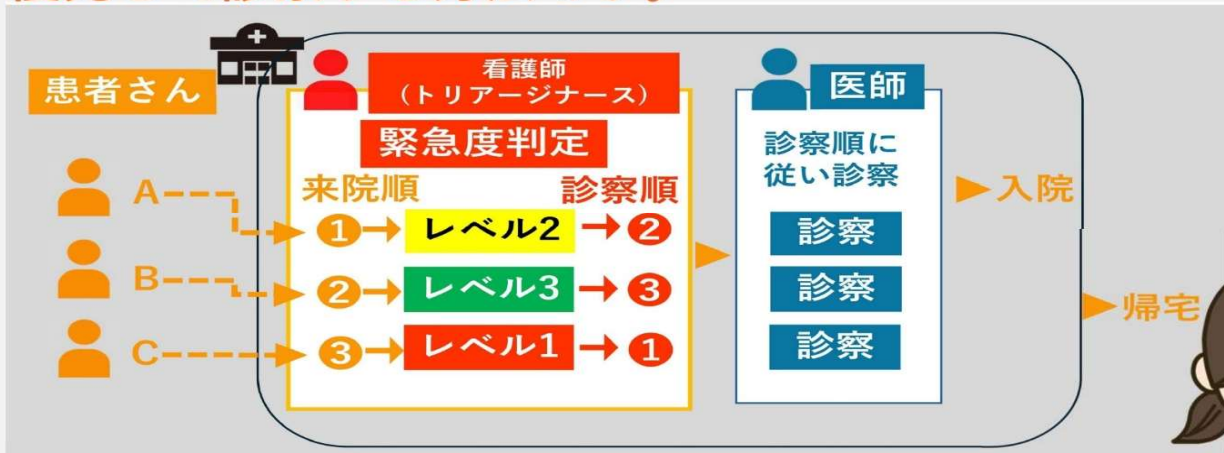 患者さん
看護師
(トリアージナース)
緊急度判定
来院順
診察順
A
①
レベル2
②
B
②
レベル3
③
C
③
レベル1
①
医師
診察順に
従い診察
診察
診察
診察
入院
帰宅